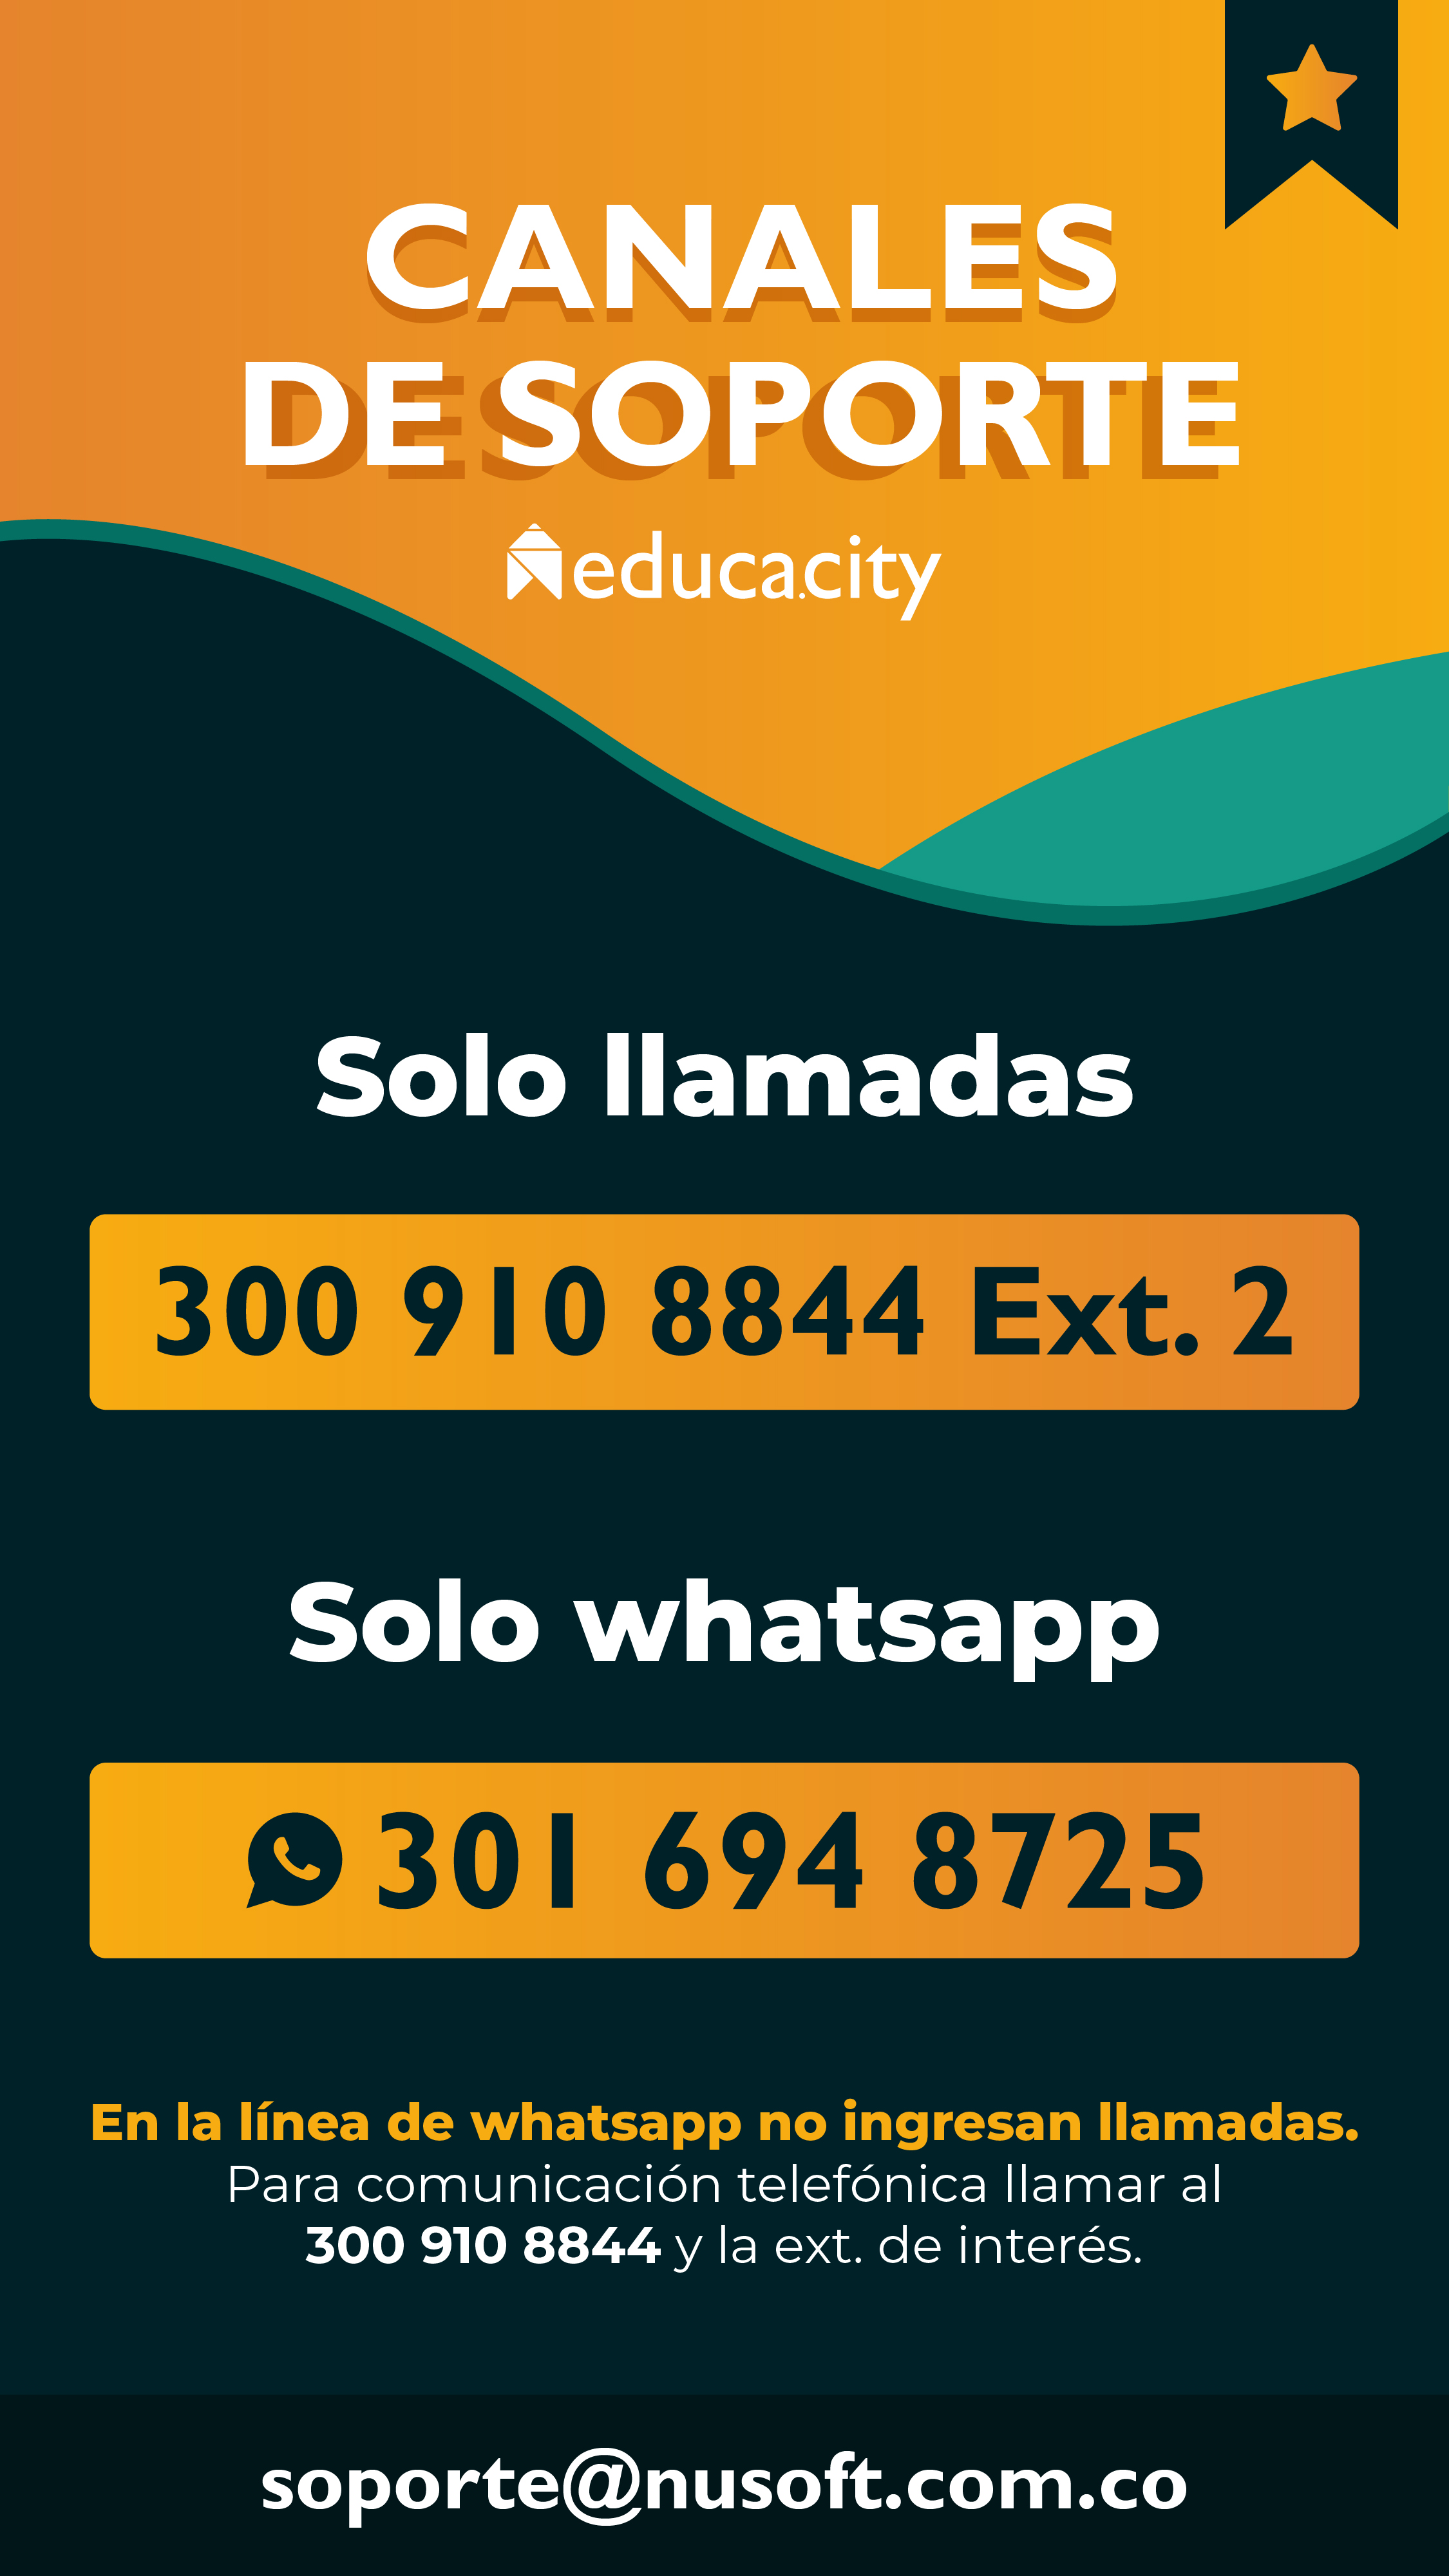 CANALES
DE SOPORTE
educa.city
Solo llamadas
300 910 8844 Ext. 2
Solo whatsapp
301 694 8725
En la línea de whatsapp no ingresan llamadas.
Para comunicación telefónica llamar al
300 910 8844 y la ext. de interés.
soporte@nusoft.com.co